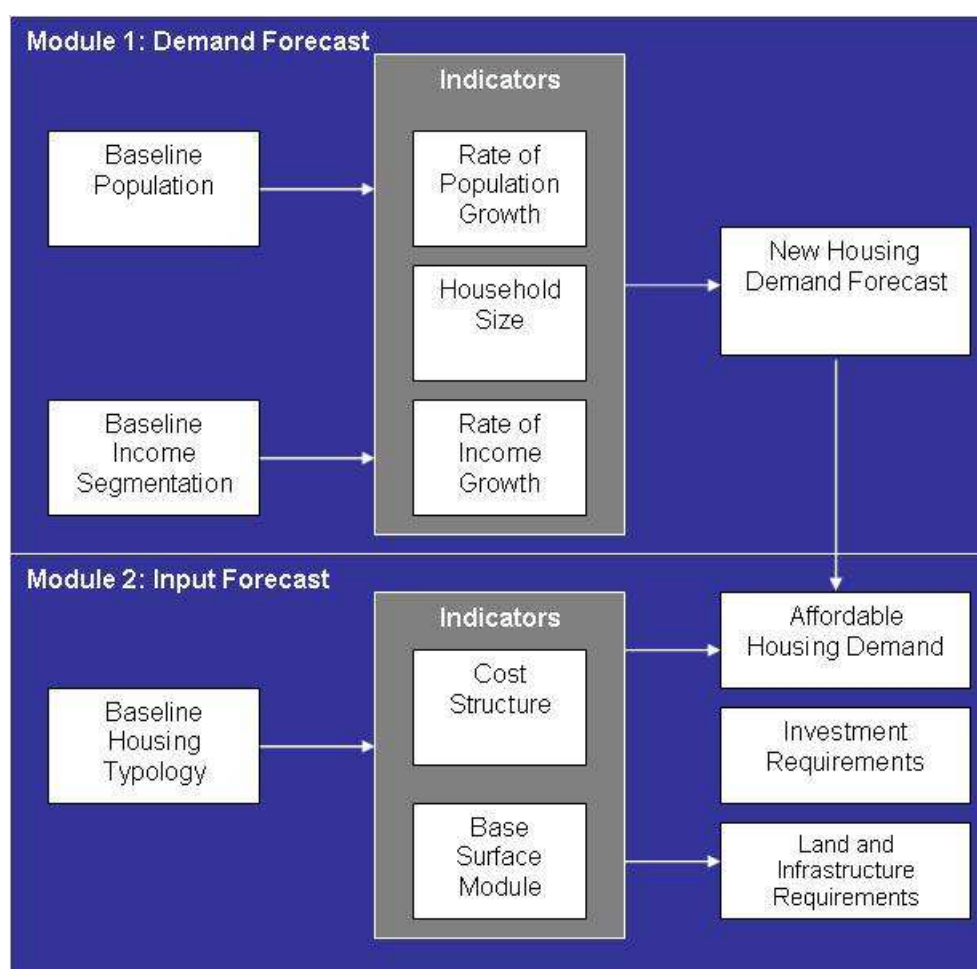 Module 1: Demand Forecast
Indicators
Baseline
Population
Rate of
Population
Growth
New Housing
Demand Forecast
Household
Size
Baseline
Income
Segmentation
Rate of
Income
Growth
Module 2: Input Forecast
Indicators
Affordable
Housing Demand
Cost
Structure
Baseline
Housing
Typology
Investment
Requirements
Base
Surface
Module
Land and
Infrastructure
Requirements